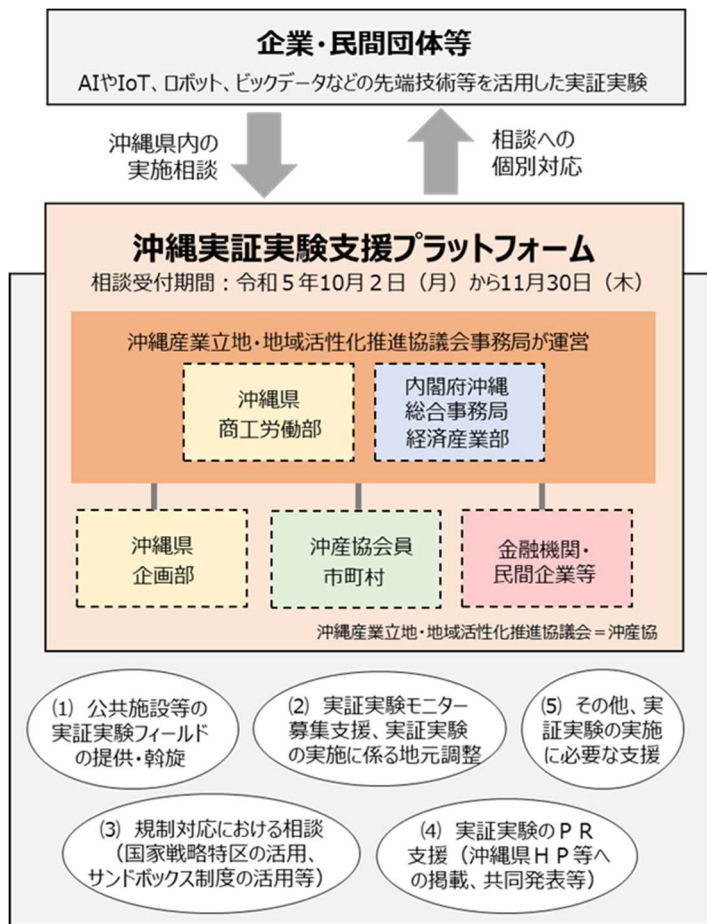 企業・民間団体等
AIやIoT、ロボット、ビックデータなどの先端技術等を活用した実証実験
沖縄県内の
実施相談
相談への
個別対応
沖縄実証実験支援プラットフォーム
相談受付期間：令和５年10月２日（月）から11月30日（木）
沖縄産業立地・地域活性化推進協議会事務局が運営
沖縄県
商工労働部
内閣府沖縄
総合事務局
経済産業部
沖縄県
企画部
沖産協会員
市町村
金融機関・
民間企業等
沖縄産業立地・地域活性化推進協議会＝沖産協
⑴　公共施設等の
実証実験フィールド
の提供・斡旋
⑵　実証実験モニター
募集支援、実証実験
の実施に係る地元調整
⑸　その他、実
証実験の実施
に必要な支援
⑶　規制対応における相談
（国家戦略特区の活用、
サンドボックス制度の活用等）
⑷　実証実験のＰＲ
支援（沖縄県ＨＰ等へ
の掲載、共同発表等）